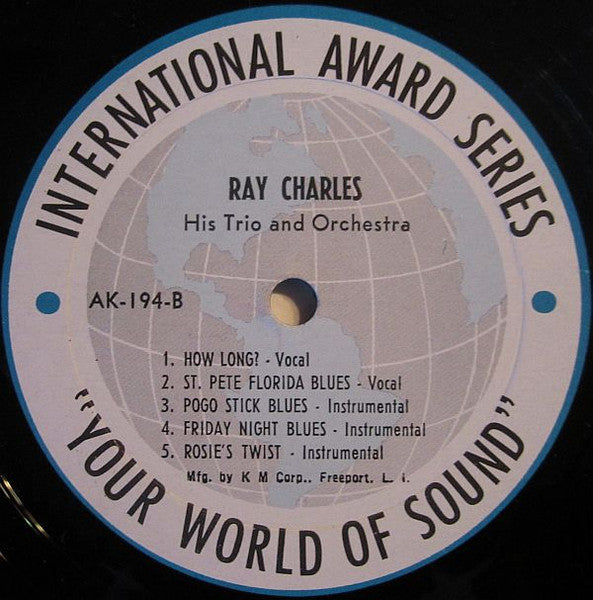 INTERNATIONAL AWARD SERIES
RAY CHARLES
His Trio and Orchestra
AK-194-B
1. HOW LONG? - Vocal
2. ST. PETE FLORIDA BLUES - Vocal
3. POGO STICK BLUES - Instrumental
4. FRIDAY NIGHT BLUES - Instrumental
5. ROSIE'S TWIST - Instrumental
Mfg. by K M Corp., Freeport, L. I.
"YOUR WORLD OF SOUND"